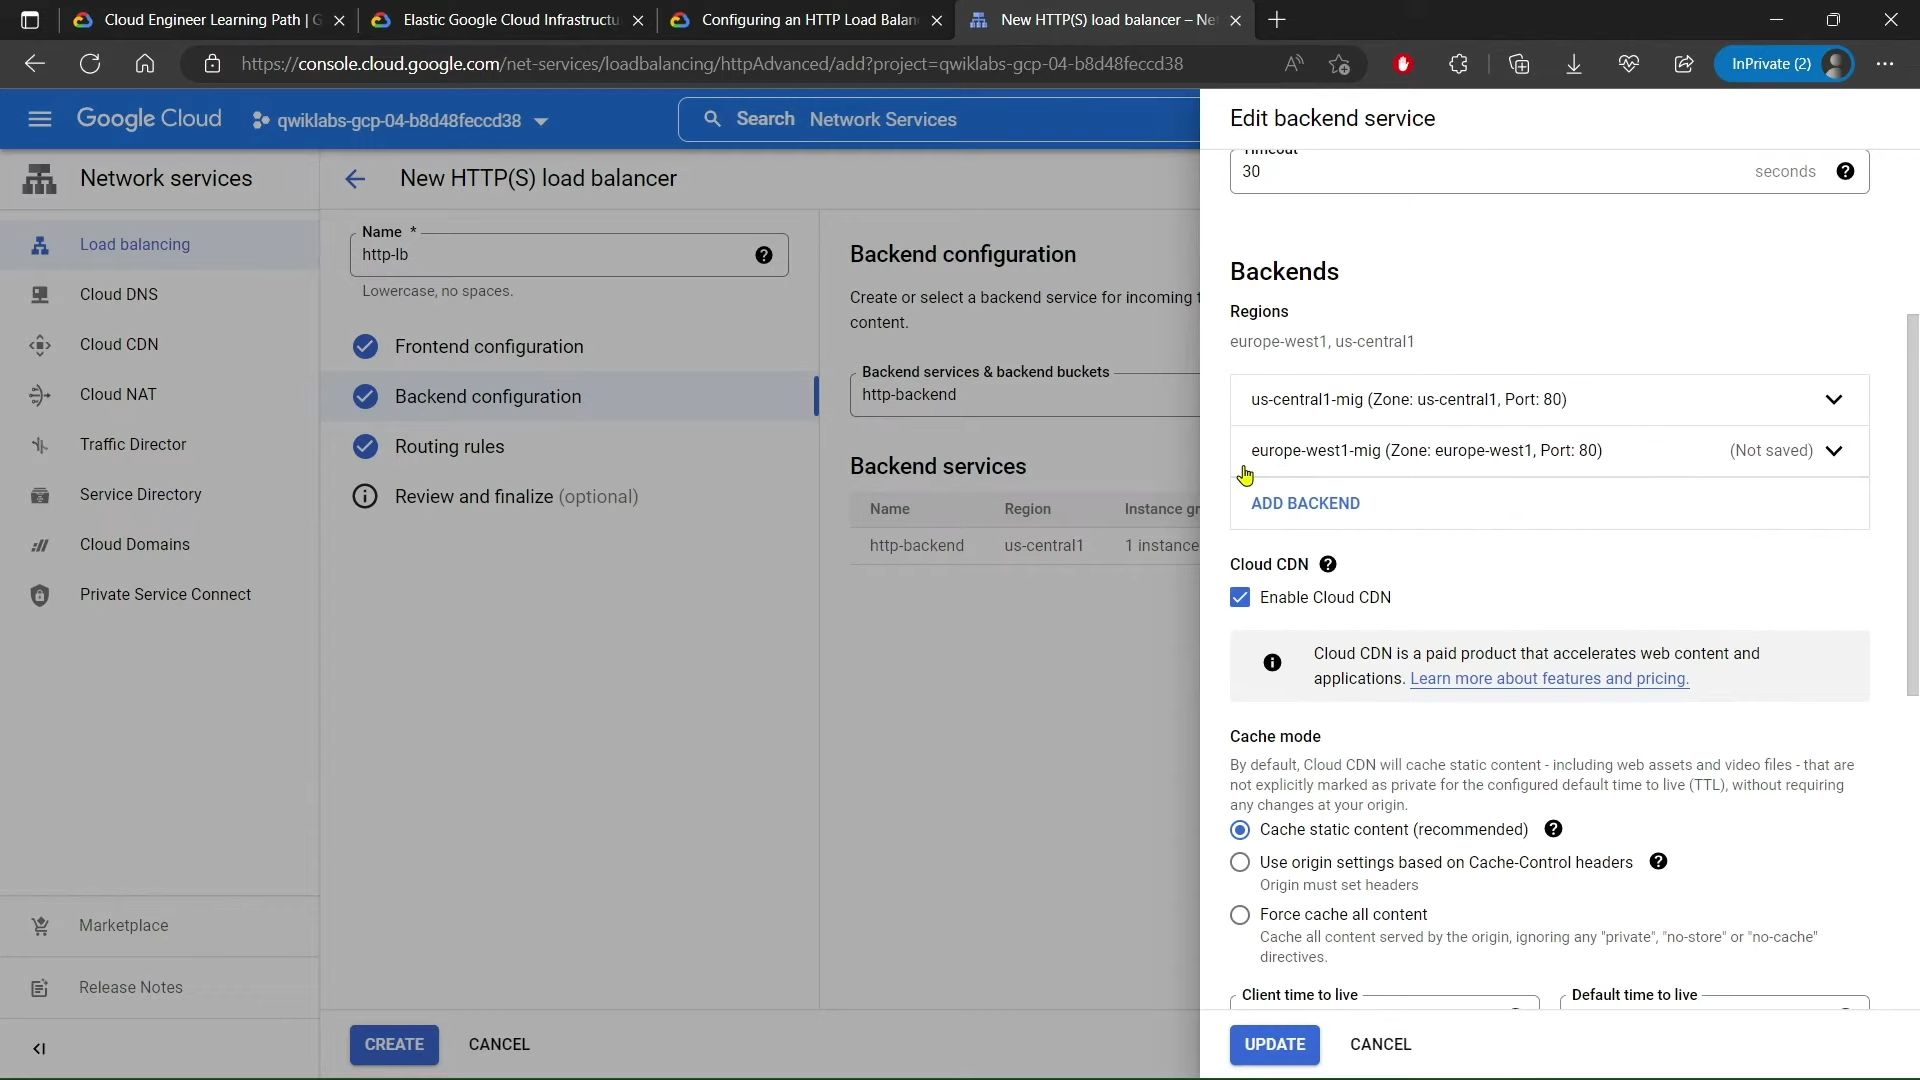 Cloud Engineer Learning Path | G
Elastic Google Cloud Infrastructu
Configuring an HTTP Load Balan
New HTTP(S) load balancer – Ne
https://console.cloud.google.com/net-services/loadbalancing/httpAdvanced/add?project=qwiklabs-gcp-04-b8d48feccd38
InPrivate (2)
Google Cloud
qwiklabs-gcp-04-b8d48feccd38
Search Network Services
Network services
Load balancing
Cloud DNS
Cloud CDN
Cloud NAT
Traffic Director
Service Directory
Cloud Domains
Private Service Connect
Marketplace
Release Notes
New HTTP(S) load balancer
Name *
http-lb
Lowercase, no spaces.
Frontend configuration
Backend configuration
Routing rules
Review and finalize (optional)
CREATE
CANCEL
Backend configuration
Create or select a backend service for incoming
content.
Backend services & backend buckets
http-backend
Backend services
Name Region Instance gr
http-backend us-central1 1 instance
Edit backend service
Timeout
30 seconds
Backends
Regions
europe-west1, us-central1
us-central1-mig (Zone: us-central1, Port: 80)
europe-west1-mig (Zone: europe-west1, Port: 80) (Not saved)
ADD BACKEND
Cloud CDN
Enable Cloud CDN
Cloud CDN is a paid product that accelerates web content and
applications. Learn more about features and pricing.
Cache mode
By default, Cloud CDN will cache static content - including web assets and video files - that are
not explicitly marked as private for the configured default time to live (TTL), without requiring
any changes at your origin.
Cache static content (recommended)
Use origin settings based on Cache-Control headers
Origin must set headers
Force cache all content
Cache all content served by the origin, ignoring any "private", "no-store" or "no-cache"
directives.
Client time to live
Default time to live
UPDATE
CANCEL